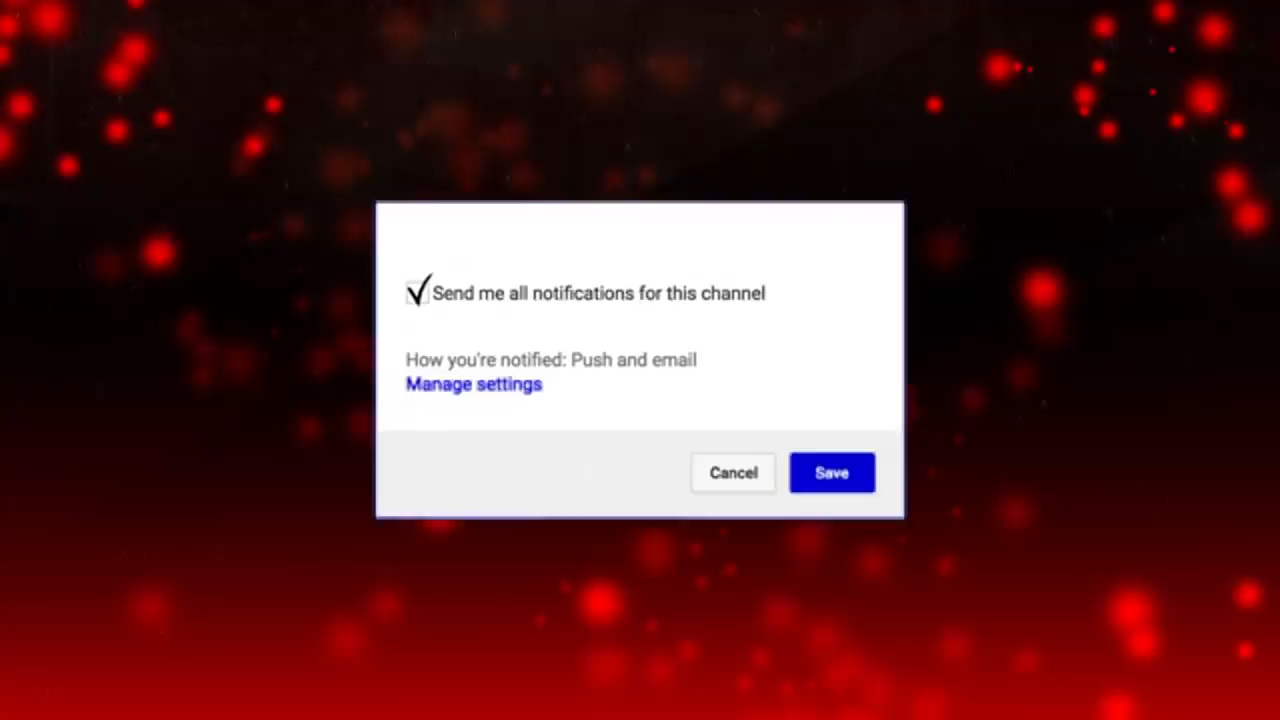 Send me all notifications for this channel
How you're notified: Push and email
Manage settings
Cancel
Save